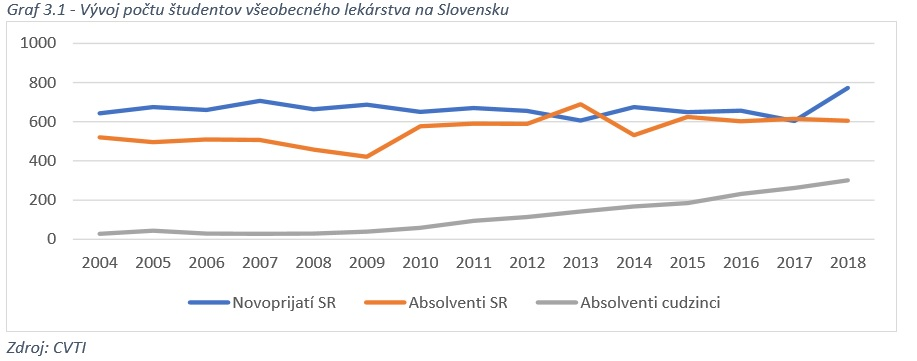 Graf 3.1 - Vývoj počtu študentov všeobecného lekárstva na Slovensku
1000
800
600
400
200
0
2004 2005 2006 2007 2008 2009 2010 2011 2012 2013 2014 2015 2016 2017 2018
Novoprijatí SR Absolventi SR Absolventi cudzinci
Zdroj: CVTI